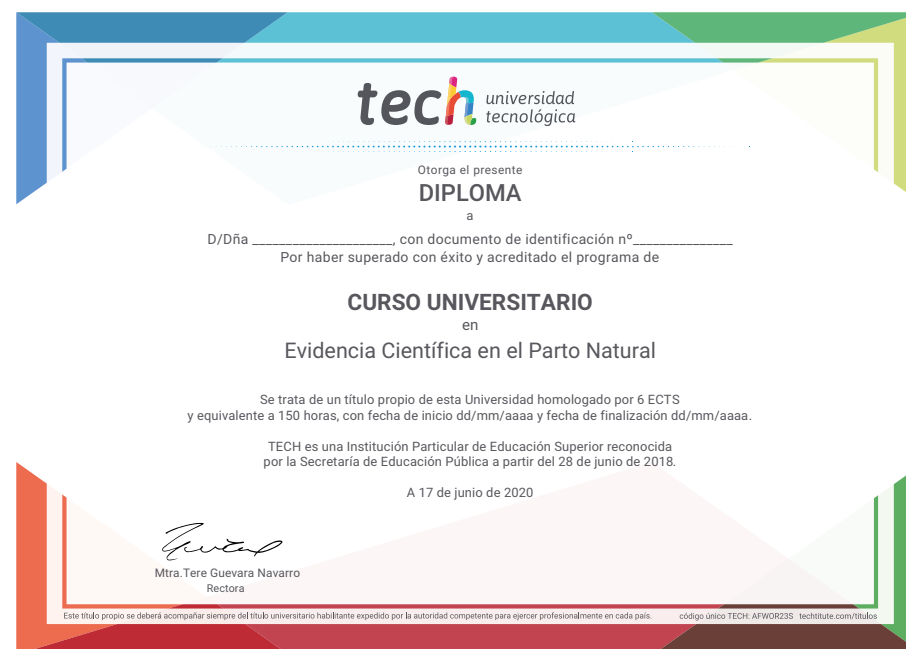 tech universidad
tecnológica
Otorga el presente
DIPLOMA
a
D/Dña _____________________, con documento de identificación nº_______________
Por haber superado con éxito y acreditado el programa de
CURSO UNIVERSITARIO
en
Evidencia Científica en el Parto Natural
Se trata de un título propio de esta Universidad homologado por 6 ECTS
y equivalente a 150 horas, con fecha de inicio dd/mm/aaaa y fecha de finalización dd/mm/aaaa.
TECH es una Institución Particular de Educación Superior reconocida
por la Secretaría de Educación Pública a partir del 28 de junio de 2018.
A 17 de junio de 2020
Mtra.Tere Guevara Navarro
Rectora
Este título propio se deberá acompañar siempre del título universitario habilitante expedido por la autoridad competente para ejercer profesionalmente en cada país. código único TECH: AFWOR23S techtitute.com/titulos